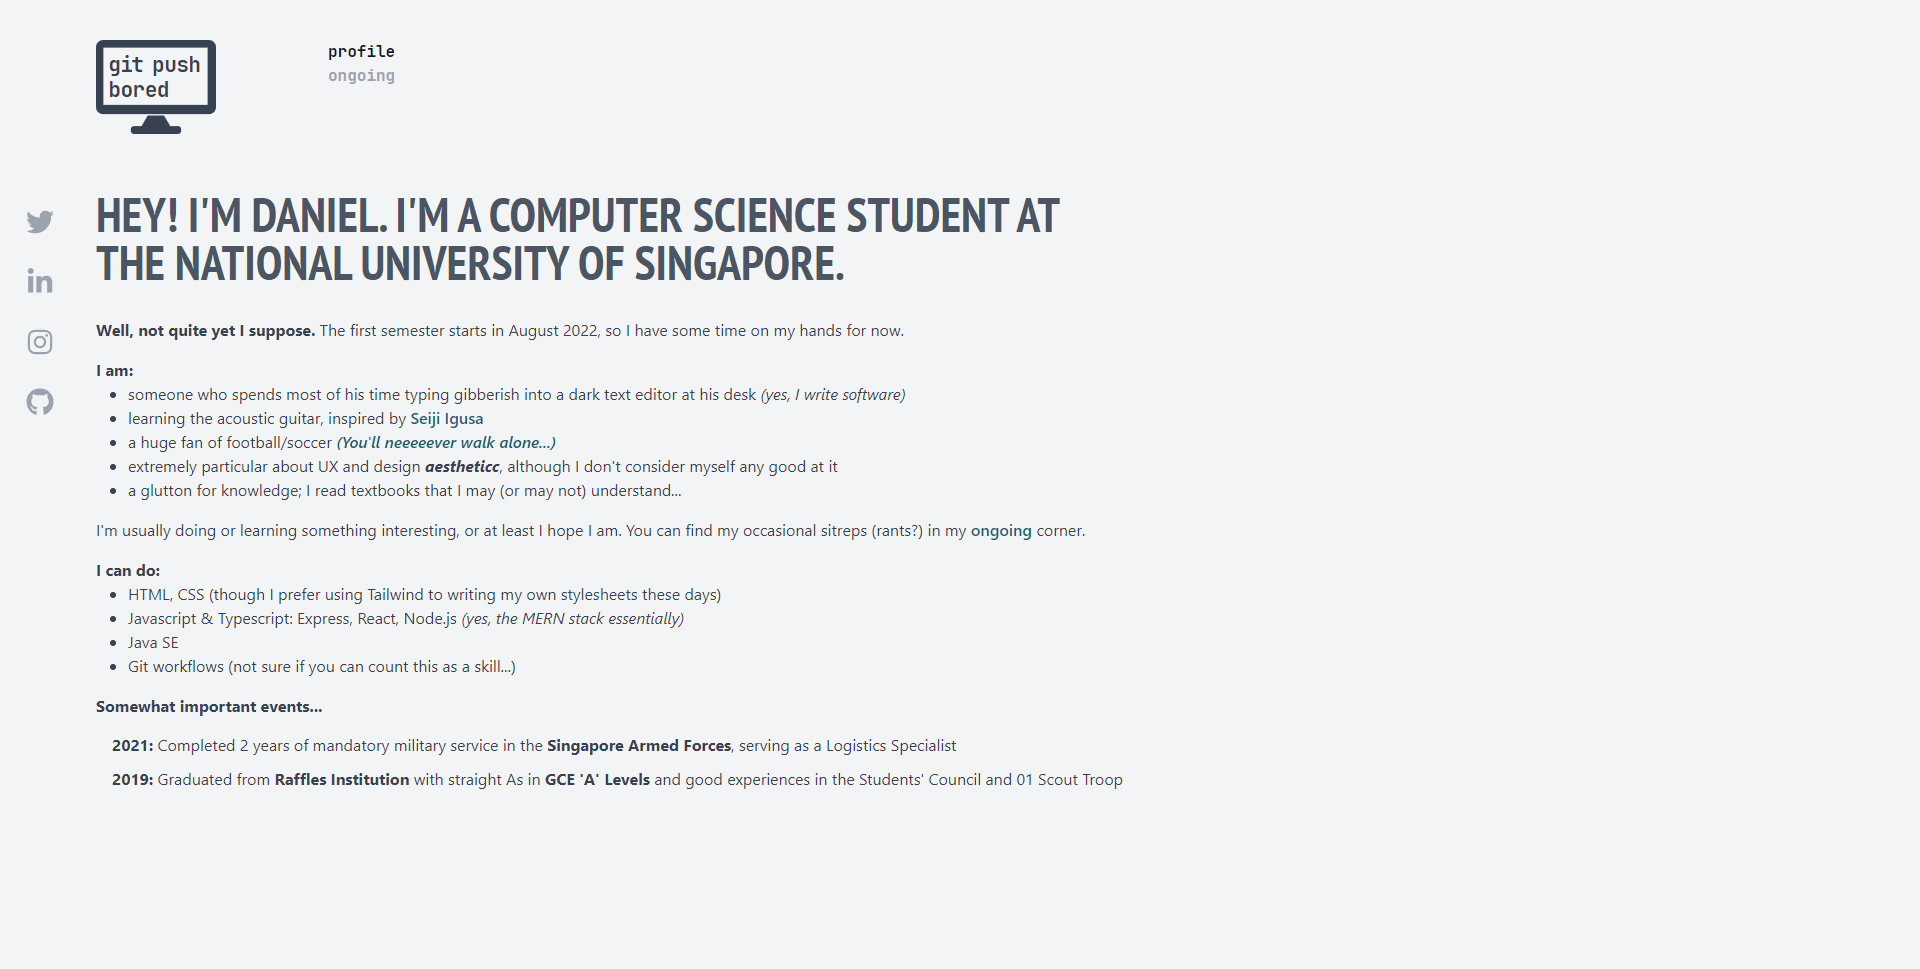 git push
bored
profile
ongoing
HEY! I'M DANIEL. I'M A COMPUTER SCIENCE STUDENT AT
THE NATIONAL UNIVERSITY OF SINGAPORE.
Well, not quite yet I suppose. The first semester starts in August 2022, so I have some time on my hands for now.
I am:
someone who spends most of his time typing gibberish into a dark text editor at his desk (yes, I write software)
learning the acoustic guitar, inspired by Seiji Igusa
a huge fan of football/soccer (You'll neeeeever walk alone...)
extremely particular about UX and design aestheticc, although I don't consider myself any good at it
a glutton for knowledge; I read textbooks that I may (or may not) understand...
I'm usually doing or learning something interesting, or at least I hope I am. You can find my occasional sitreps (rants?) in my ongoing corner.
I can do:
HTML, CSS (though I prefer using Tailwind to writing my own stylesheets these days)
Javascript & Typescript: Express, React, Node.js (yes, the MERN stack essentially)
Java SE
Git workflows (not sure if you can count this as a skill...)
Somewhat important events...
2021: Completed 2 years of mandatory military service in the Singapore Armed Forces, serving as a Logistics Specialist
2019: Graduated from Raffles Institution with straight As in GCE 'A' Levels and good experiences in the Students' Council and 01 Scout Troop